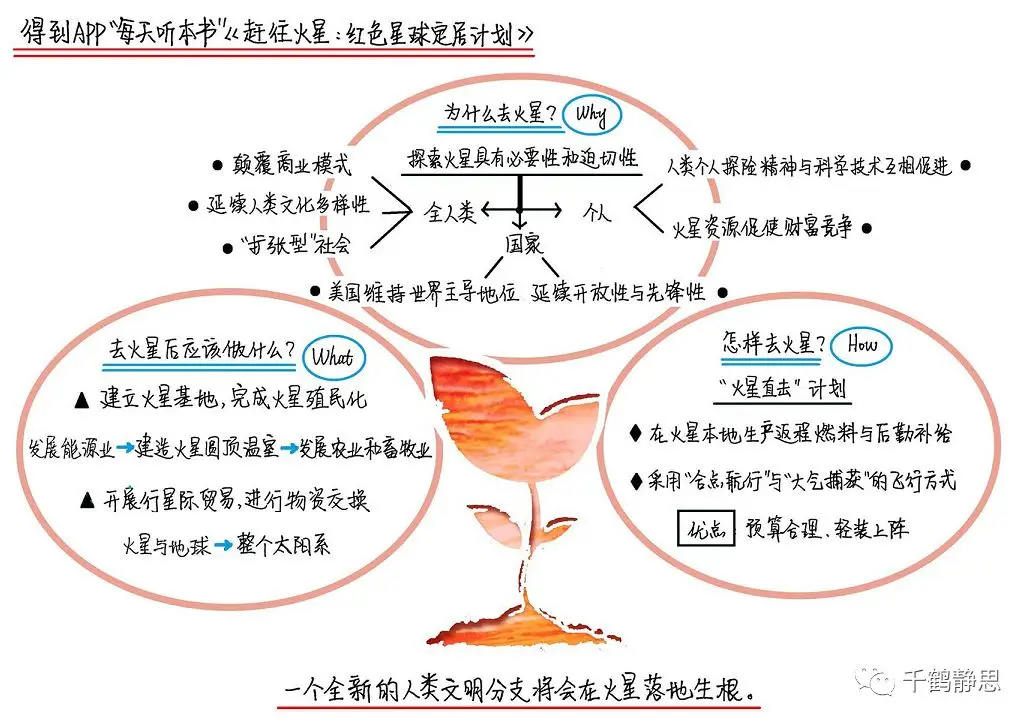 得到APP“每天听本书”《赶往火星:红色星球定居计划》
为什么去火星? Why
探索火星具有必要性和迫切性
颠覆商业模式
延续人类文化多样性
“扩张型”社会
全人类
个人
国家
人类个人探险精神与科学技术互相促进
火星资源促使财富竞争
美国维持世界主导地位 延续开放性与先锋性
去火星后应该做什么? What
▲ 建立火星基地,完成火星殖民化
发展能源业→建造火星圆顶温室→发展农业和畜牧业
▲ 开展行星际贸易,进行物资交换
火星与地球→整个太阳系
怎样去火星? How
“火星直击”计划
◆ 在火星本地生产返程燃料与后勤补给
◆ 采用“合点航行”与“大气捕获”的飞行方式
优点:预算合理、轻装上阵
一个全新的人类文明分支将会在火星落地生根。
千鹤静思